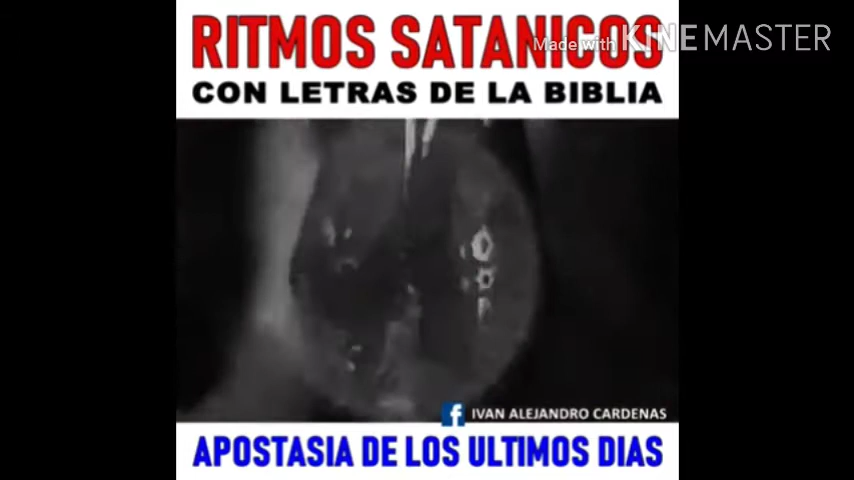 RITMOS SATANICOS
Made with KINEMASTER
CON LETRAS DE LA BIBLIA
f IVAN ALEJANDRO CARDENAS
APOSTASIA DE LOS ULTIMOS DIAS